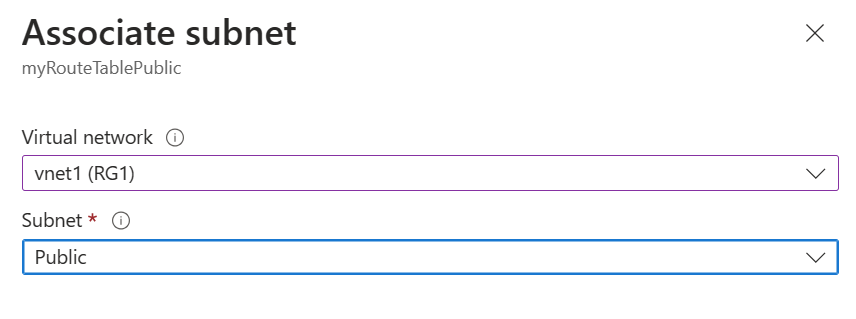 Associate subnet
myRouteTablePublic
Virtual network
vnet1 (RG1)
Subnet *
Public